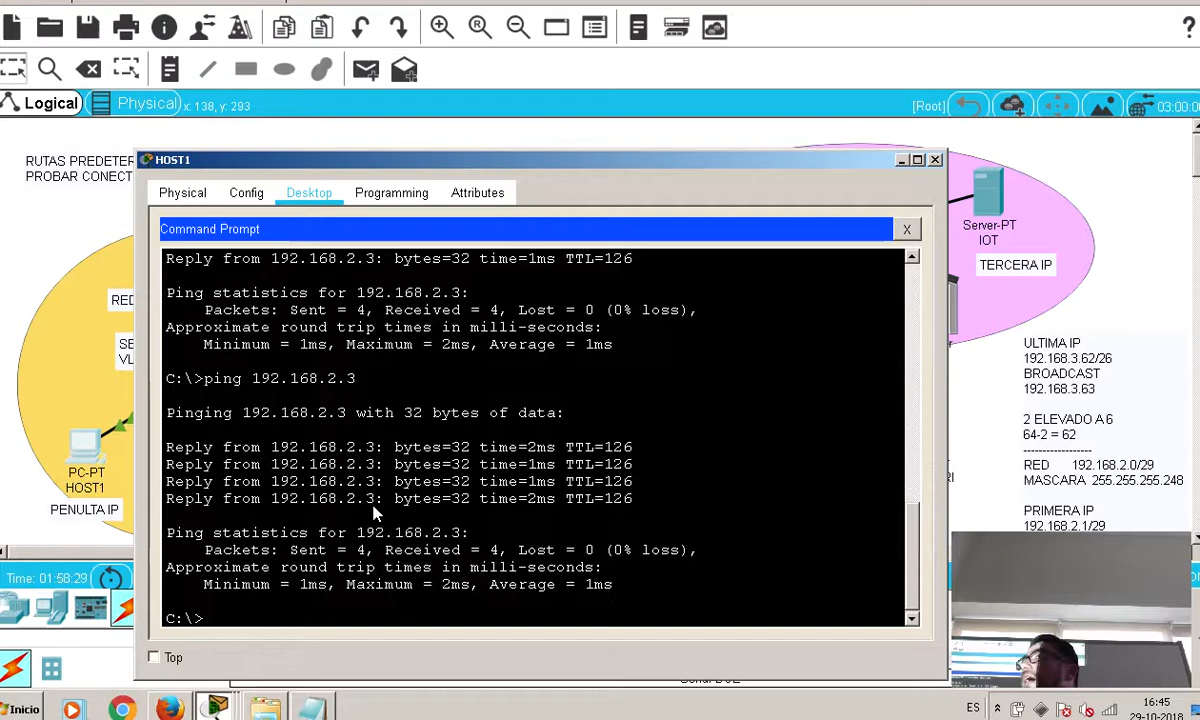 Logical
Physical
x: 138, y: 293
[Root]
03:00:0
RUTAS PREDETER
PROBAR CONECT
HOST1
Physical
Config
Desktop
Programming
Attributes
Command Prompt
X
Reply from 192.168.2.3: bytes=32 time=1ms TTL=126
Ping statistics for 192.168.2.3:
Packets: Sent = 4, Received = 4, Lost = 0 (0% loss),
Approximate round trip times in milli-seconds:
Minimum = 1ms, Maximum = 2ms, Average = 1ms
C:\>ping 192.168.2.3
Pinging 192.168.2.3 with 32 bytes of data:
Reply from 192.168.2.3: bytes=32 time=2ms TTL=126
Reply from 192.168.2.3: bytes=32 time=1ms TTL=126
Reply from 192.168.2.3: bytes=32 time=1ms TTL=126
Reply from 192.168.2.3: bytes=32 time=2ms TTL=126
Ping statistics for 192.168.2.3:
Packets: Sent = 4, Received = 4, Lost = 0 (0% loss),
Approximate round trip times in milli-seconds:
Minimum = 1ms, Maximum = 2ms, Average = 1ms
C:\>
Top
RED
SE
VL
PC-PT
HOST1
PENULTA IP
Server-PT
IOT
TERCERA IP
ULTIMA IP
192.168.3.62/26
BROADCAST
192.168.3.63
2 ELEVADO A 6
64-2 = 62
------------------
RED 192.168.2.0/29
MASCARA 255.255.255.248
PRIMERA IP
192.168.2.1/29
RI
Time: 01:58:29
Inicio
ES
16:45
29-10-2018